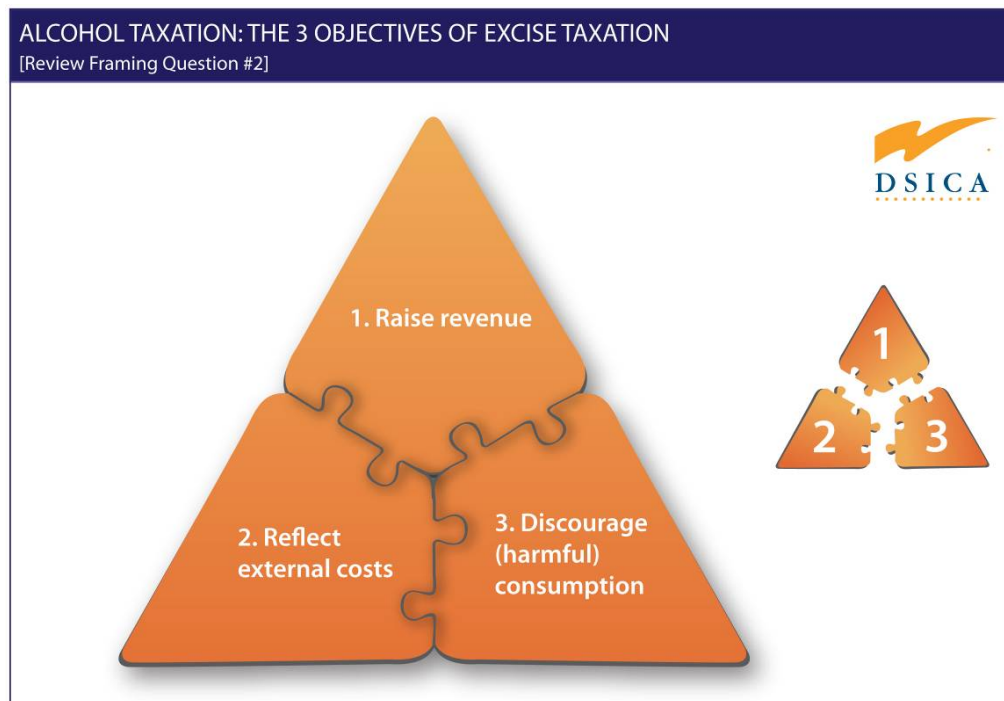 ALCOHOL TAXATION: THE 3 OBJECTIVES OF EXCISE TAXATION
[Review Framing Question #2]
DSICA
1. Raise revenue
2. Reflect
external costs
3. Discourage
(harmful)
consumption
1
2
3